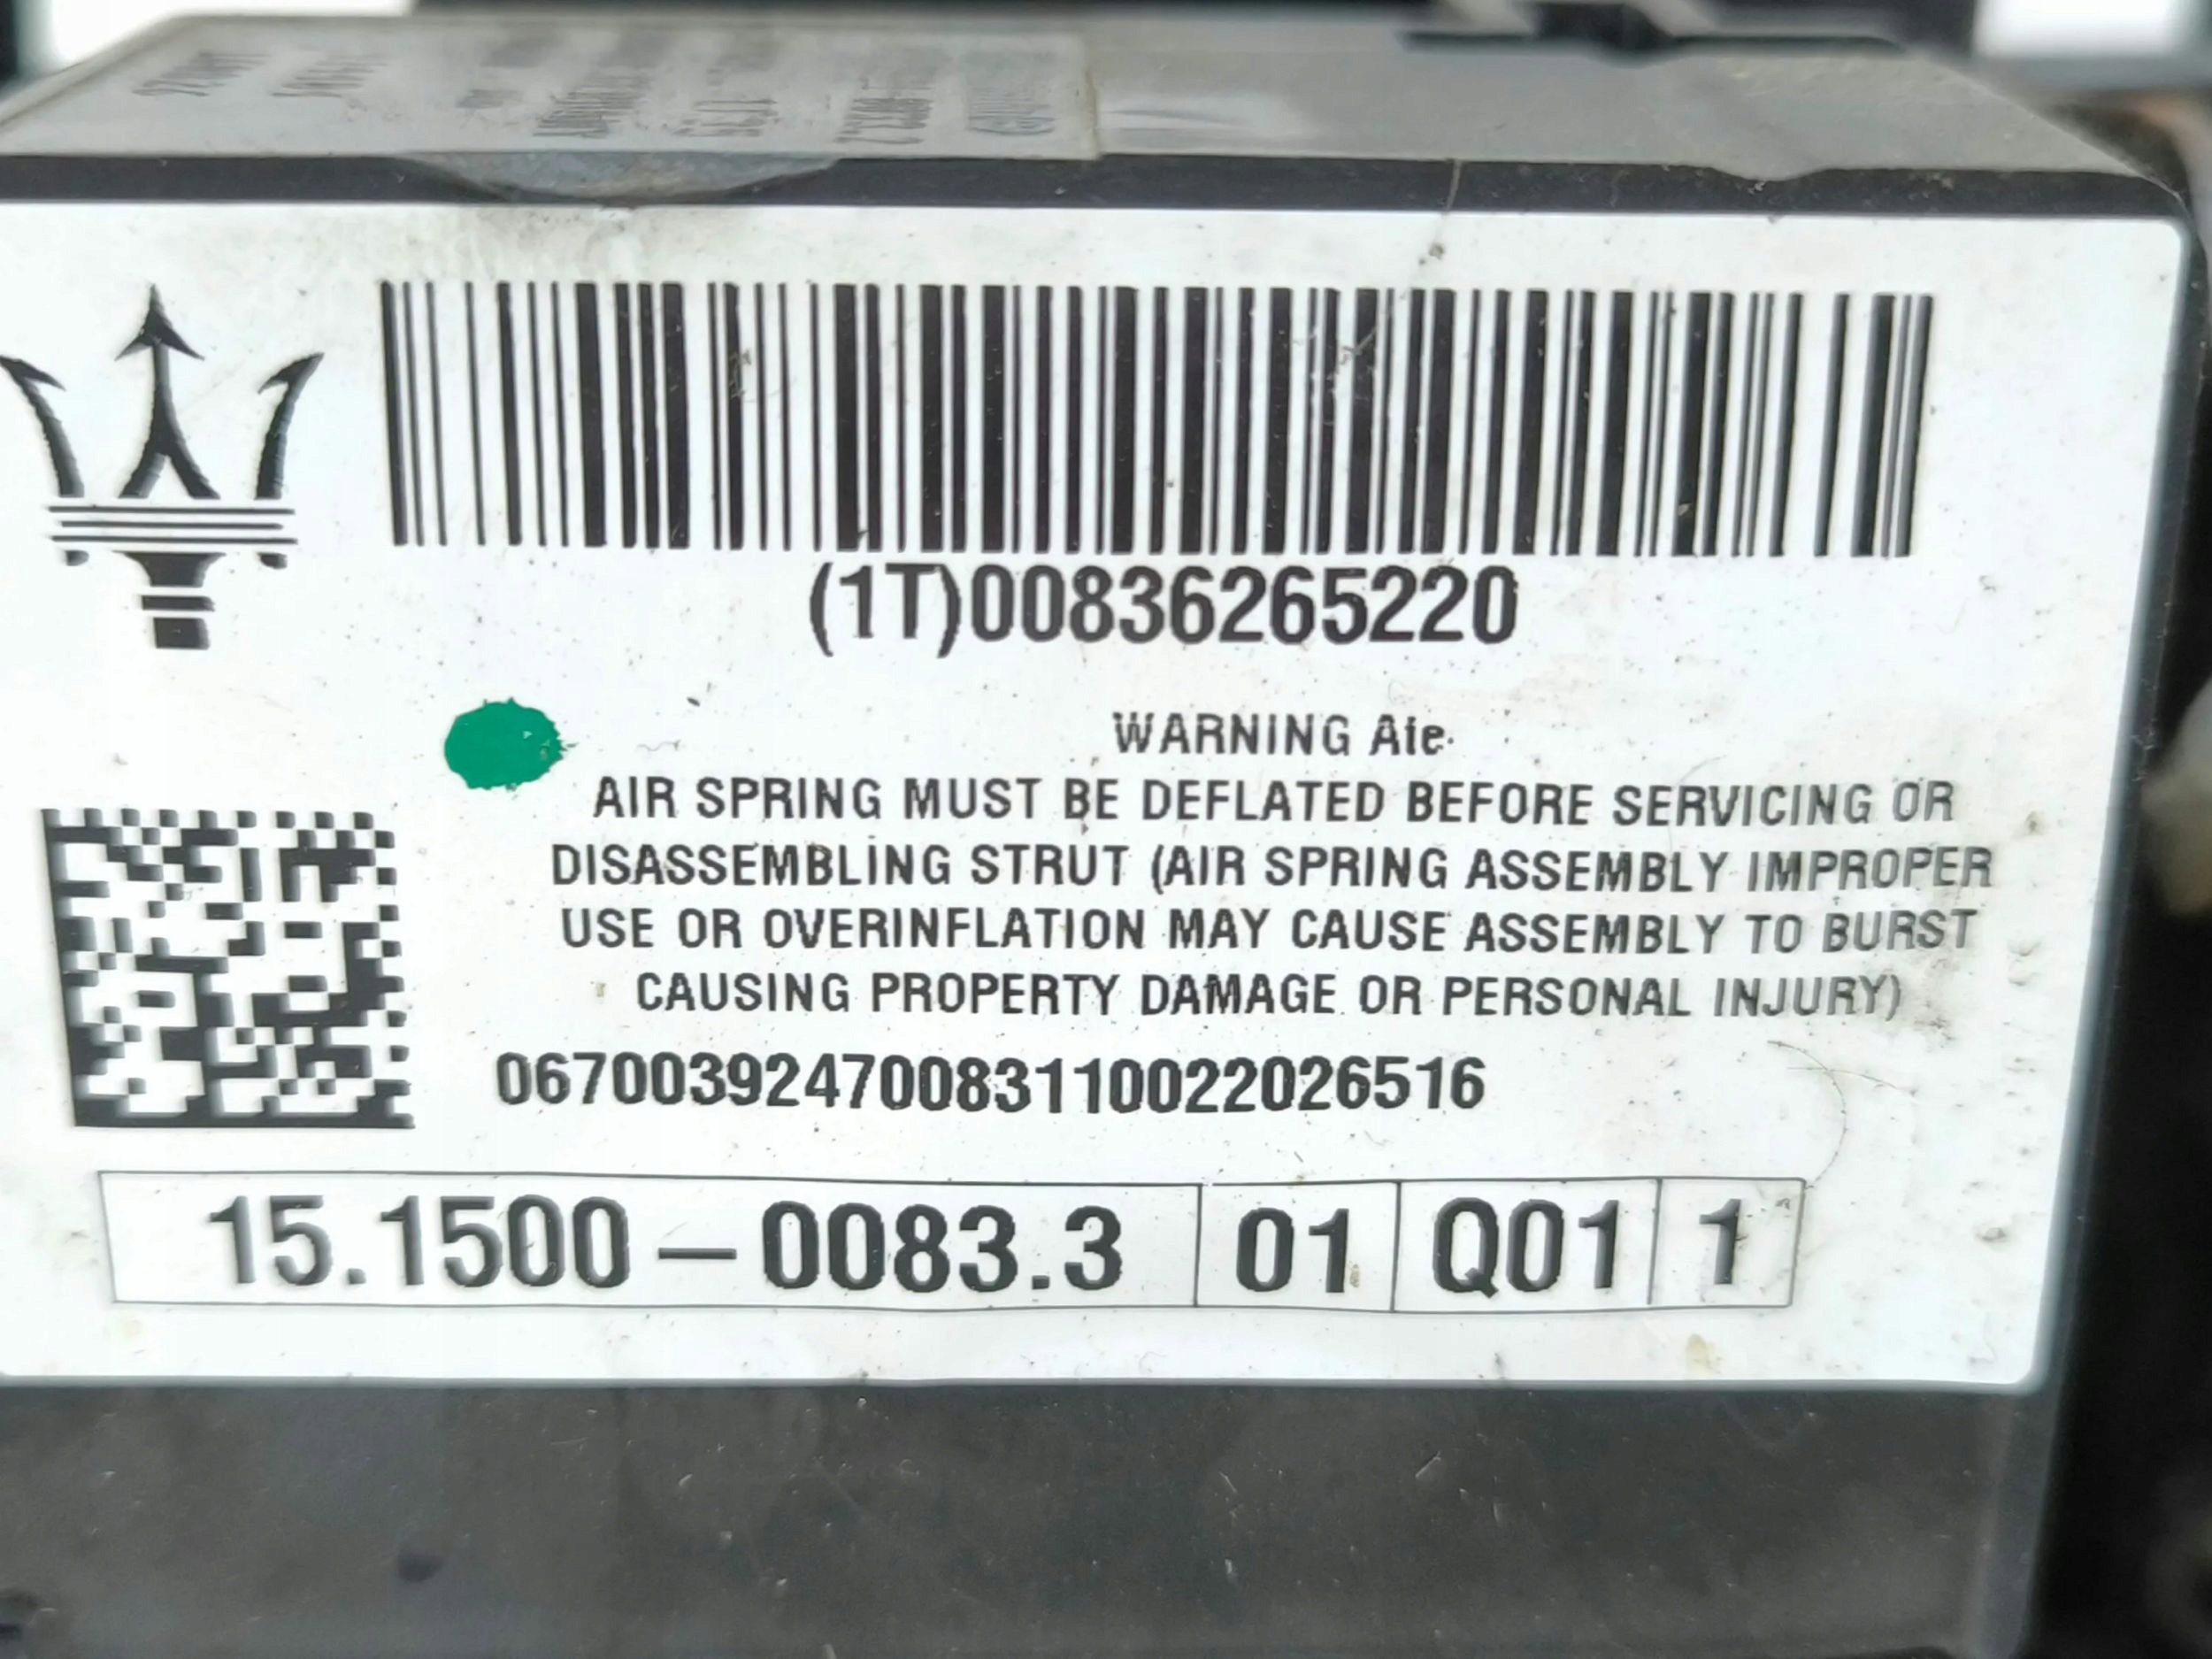 (1T)00836265220
WARNING Ate
AIR SPRING MUST BE DEFLATED BEFORE SERVICING OR
DISASSEMBLING STRUT (AIR SPRING ASSEMBLY IMPROPER
USE OR OVERINFLATION MAY CAUSE ASSEMBLY TO BURST
CAUSING PROPERTY DAMAGE OR PERSONAL INJURY)
06700392470083110022026516
15.1500-0083.3 01 Q01 1